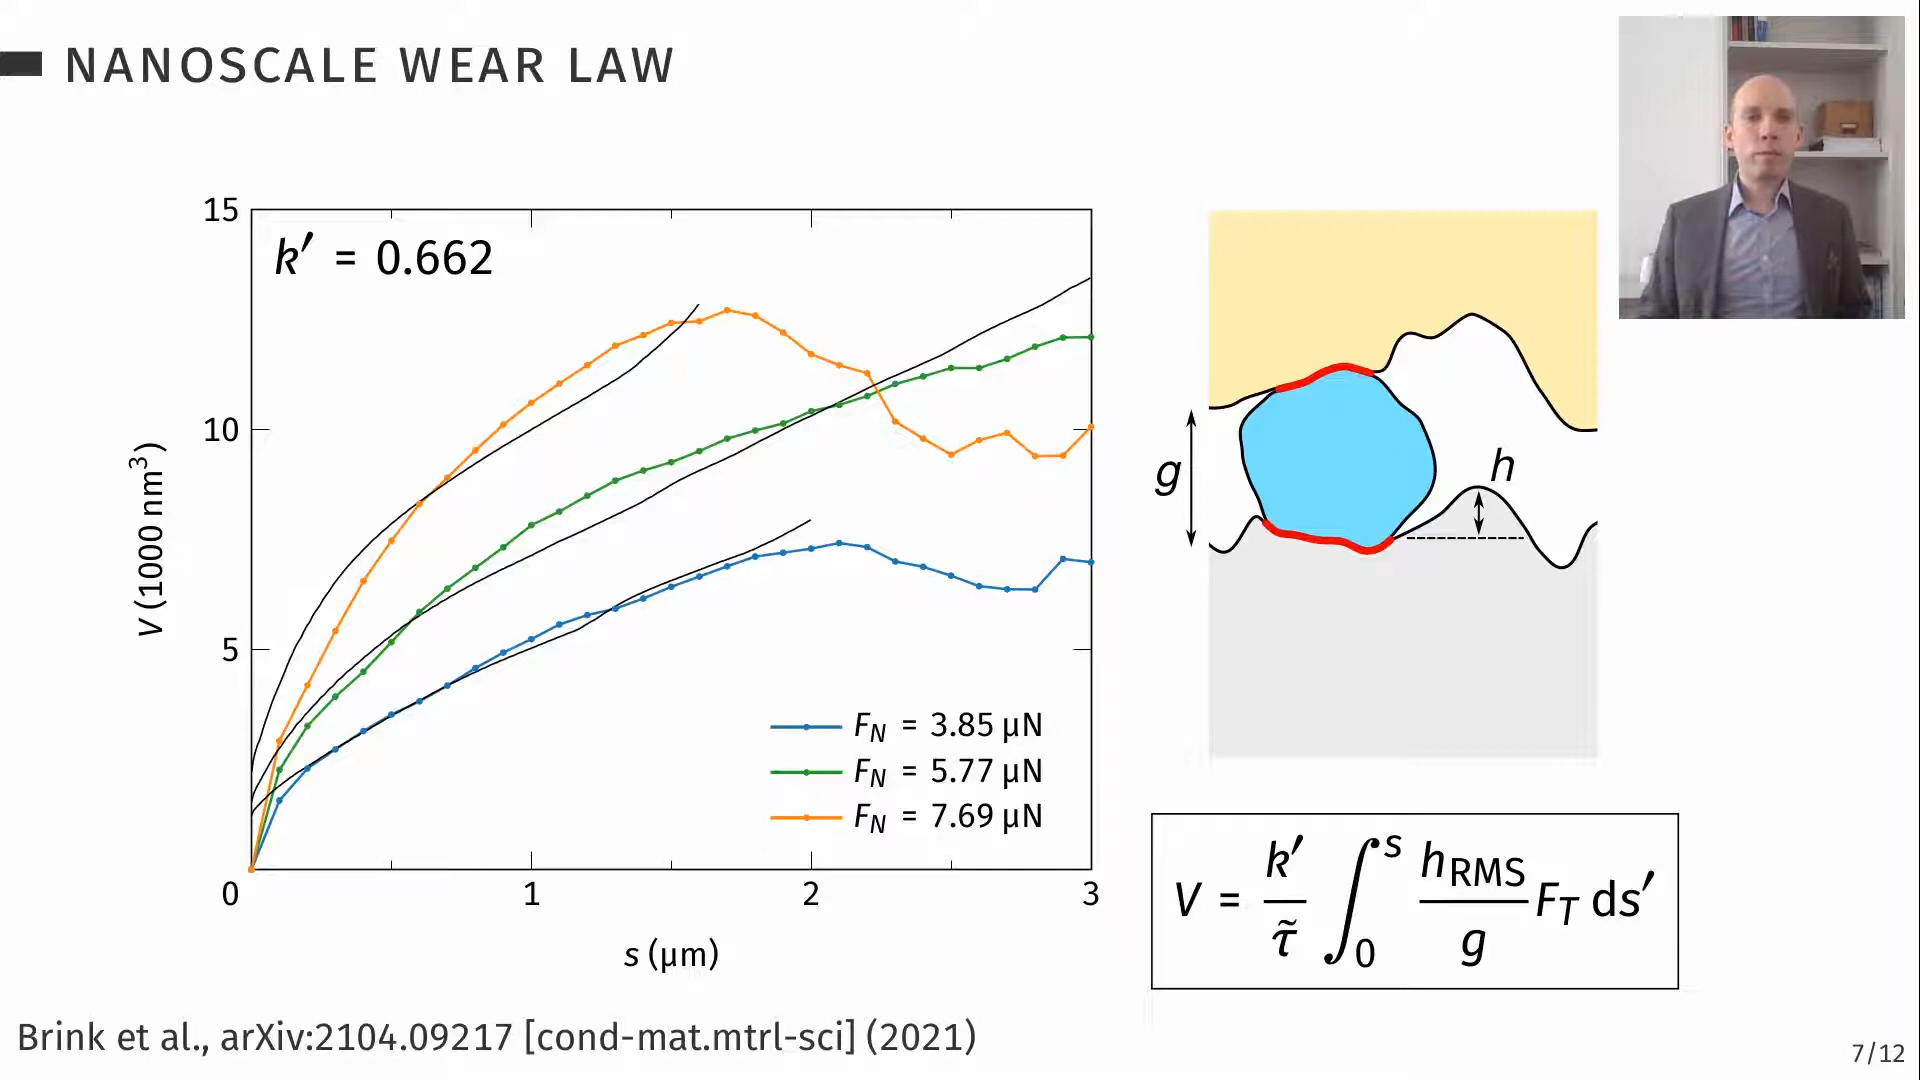 NANOSCALE WEAR LAW
15
k′ = 0.662
10
5
V (1000 nm³)
F_N = 3.85 μN
F_N = 5.77 μN
F_N = 7.69 μN
0 1 2 3
s (μm)
g
h
V = k′/τ̃ ∫₀ˢ h_RMS/g F_T ds′
Brink et al., arXiv:2104.09217 [cond-mat.mtrl-sci] (2021)
7/12